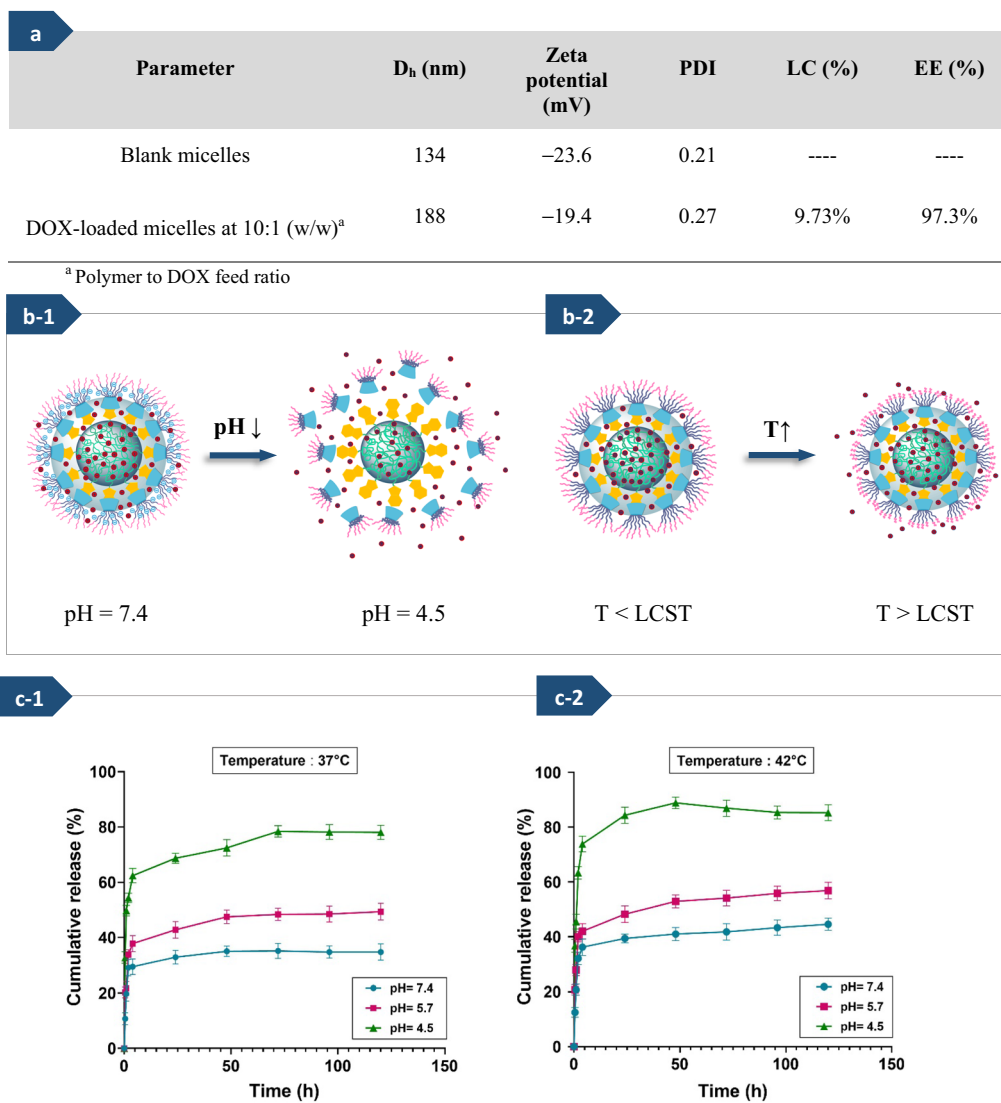 a
Parameter Dₕ (nm) Zeta potential (mV) PDI LC (%) EE (%)
Blank micelles 134 −23.6 0.21 ---- ----
DOX-loaded micelles at 10:1 (w/w)ᵃ 188 −19.4 0.27 9.73% 97.3%
ᵃ Polymer to DOX feed ratio
b-1
b-2
pH ↓
T↑
pH = 7.4
pH = 4.5
T < LCST
T > LCST
c-1
c-2
Temperature : 37°C
100
80
60
40
20
0
Cumulative release (%)
pH= 7.4
pH= 5.7
pH= 4.5
0 50 100 150
Time (h)
Temperature : 42°C
100
80
60
40
20
0
Cumulative release (%)
pH= 7.4
pH= 5.7
pH= 4.5
0 50 100 150
Time (h)